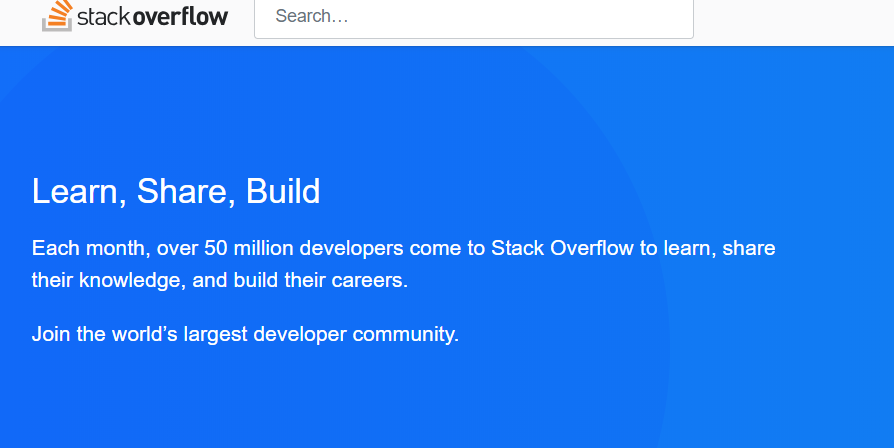 stackoverflow
Search...
Learn, Share, Build
Each month, over 50 million developers come to Stack Overflow to learn, share
their knowledge, and build their careers.
Join the world’s largest developer community.